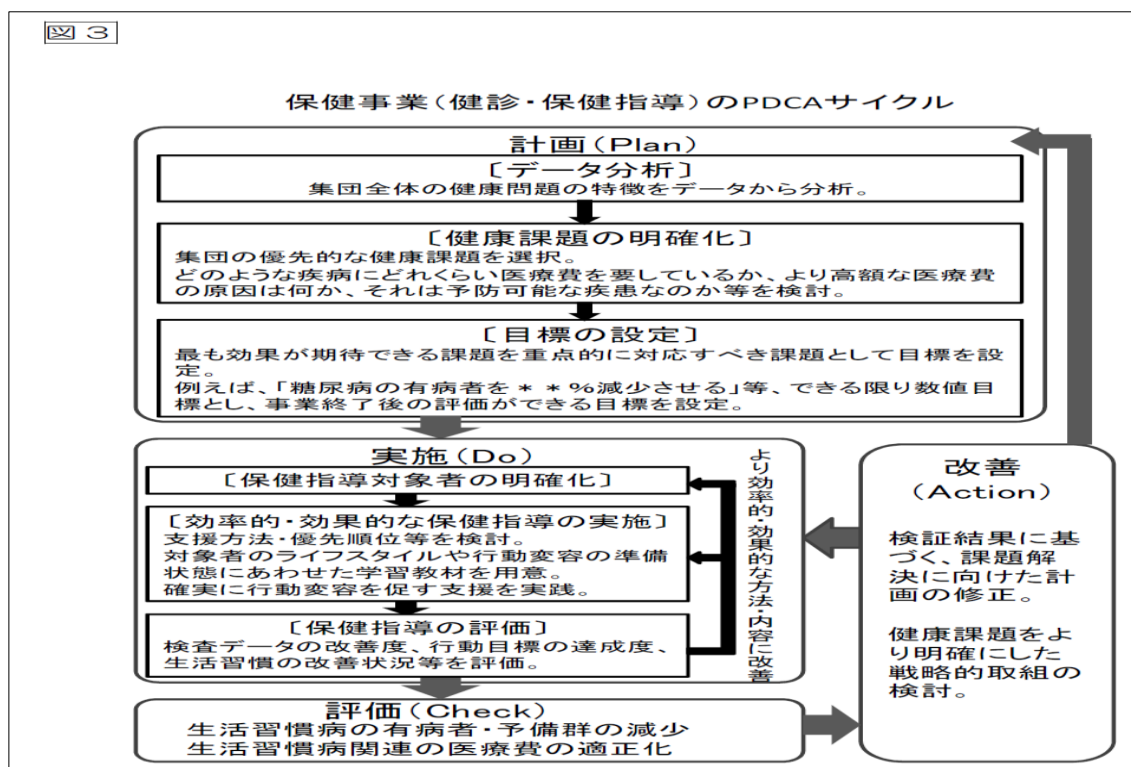 図３
保健事業（健診・保健指導）のPDCAサイクル
計画（Plan）
［データ分析］
集団全体の健康問題の特徴をデータから分析。
［健康課題の明確化］
集団の優先的な健康課題を選択。
どのような疾病にどれくらい医療費を要しているか、より高額な医療費
の原因は何か、それは予防可能な疾患なのか等を検討。
［目標の設定］
最も効果が期待できる課題を重点的に対応すべき課題として目標を設
定。
例えば、「糖尿病の有病者を＊＊%減少させる」等、できる限り数値目
標とし、事業終了後の評価ができる目標を設定。
実施（Do）
［保健指導対象者の明確化］
［効率的・効果的な保健指導の実施］
支援方法・優先順位等を検討。
対象者のライフスタイルや行動変容の準備
状態にあわせた学習教材を用意。
確実に行動変容を促す支援を実践。
［保健指導の評価］
検査データの改善度、行動目標の達成度、
生活習慣の改善状況等を評価。
より効率的・効果的な方法・内容に改善
評価（Check）
生活習慣病の有病者・予備群の減少
生活習慣病関連の医療費の適正化
改善
（Action）
検証結果に基
づく、課題解
決に向けた計
画の修正。
健康課題をよ
り明確にした
戦略的取組の
検討。